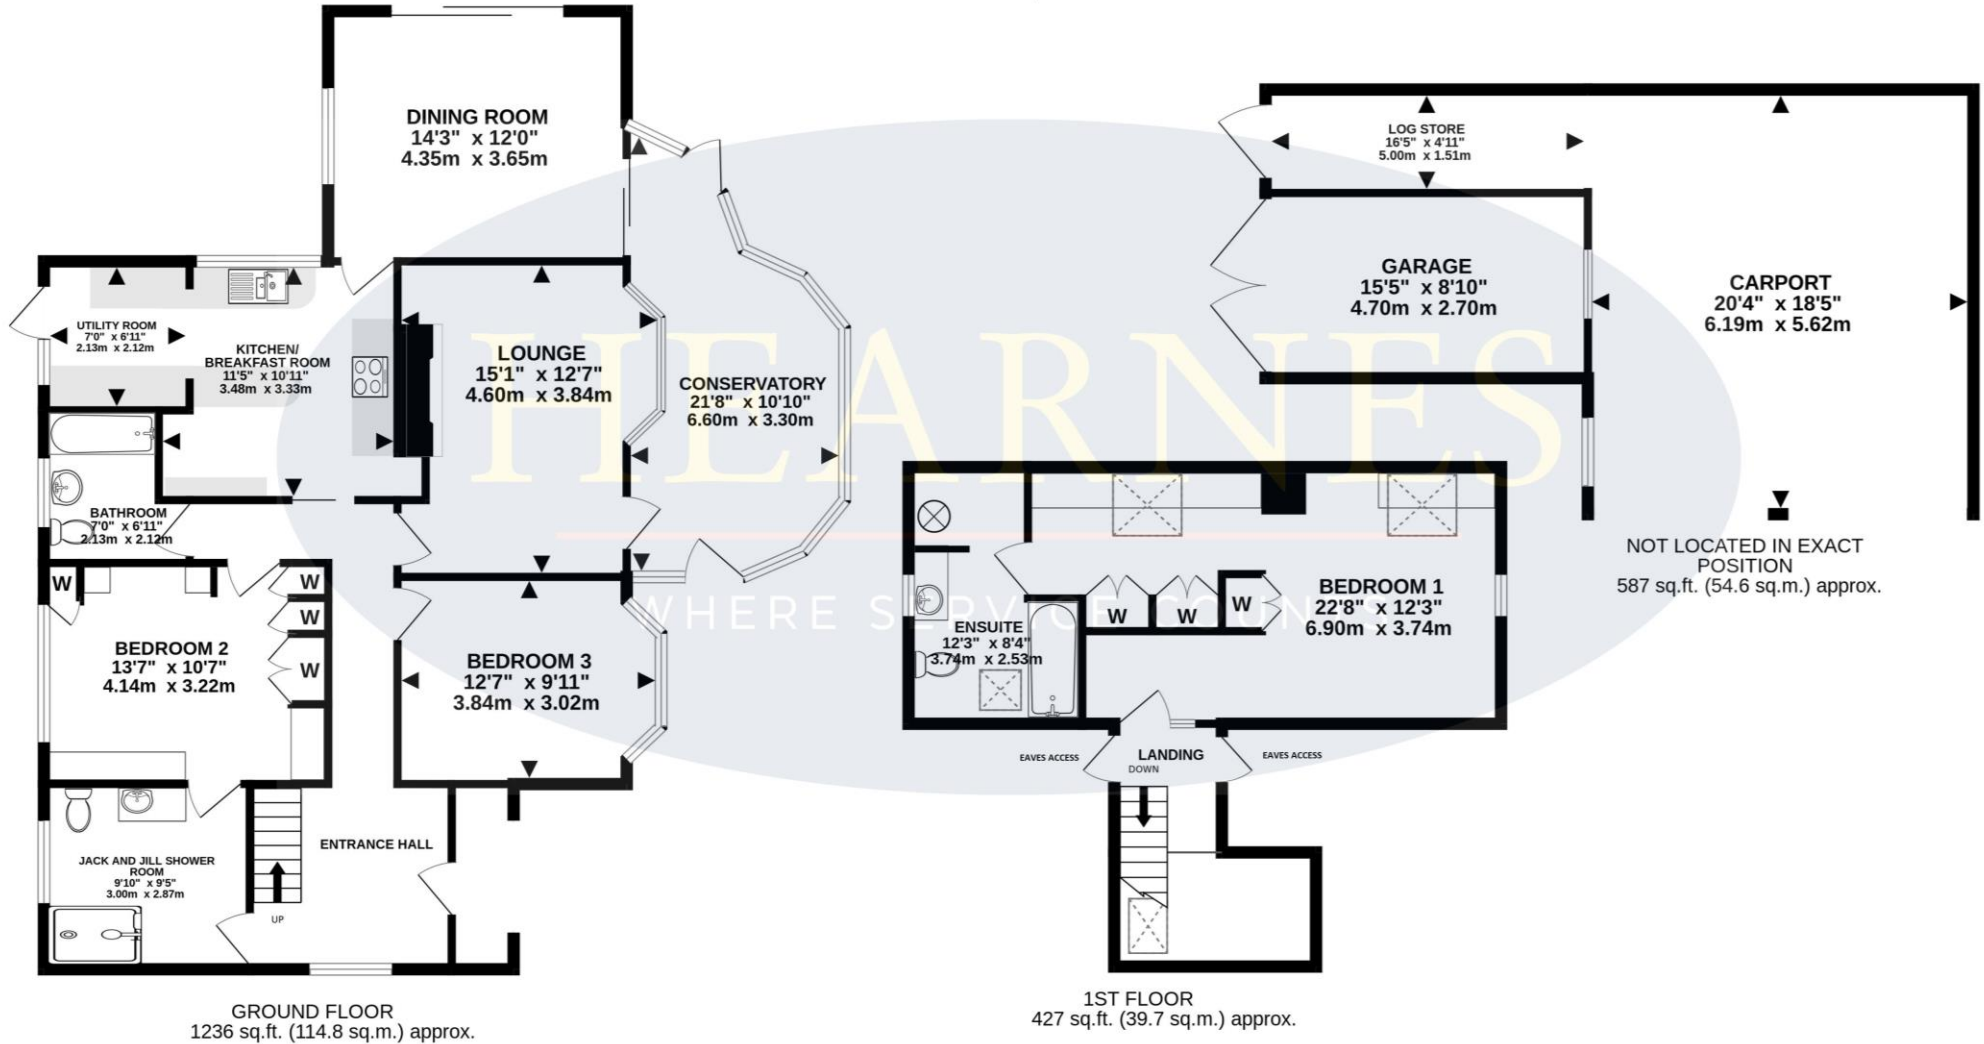 DINING ROOM
14'3" x 12'0"
4.35m x 3.65m
UTILITY ROOM
7'0" x 6'11"
2.13m x 2.12m
KITCHEN/
BREAKFAST ROOM
11'5" x 10'11"
3.48m x 3.33m
LOUNGE
15'1" x 12'7"
4.60m x 3.84m
CONSERVATORY
21'8" x 10'10"
6.60m x 3.30m
BATHROOM
7'0" x 6'11"
2.13m x 2.12m
W
W
W
W
BEDROOM 2
13'7" x 10'7"
4.14m x 3.22m
BEDROOM 3
12'7" x 9'11"
3.84m x 3.02m
JACK AND JILL SHOWER
ROOM
9'10" x 9'5"
3.00m x 2.87m
UP
ENTRANCE HALL
GROUND FLOOR
1236 sq.ft. (114.8 sq.m.) approx.
HEARNES
WHERE SERVICE COUNTS
LOG STORE
16'5" x 4'11"
5.00m x 1.51m
GARAGE
15'5" x 8'10"
4.70m x 2.70m
CARPORT
20'4" x 18'5"
6.19m x 5.62m
NOT LOCATED IN EXACT
POSITION
587 sq.ft. (54.6 sq.m.) approx.
BEDROOM 1
22'8" x 12'3"
6.90m x 3.74m
W
W
W
ENSUITE
12'3" x 8'4"
3.74m x 2.53m
EAVES ACCESS
LANDING
DOWN
EAVES ACCESS
1ST FLOOR
427 sq.ft. (39.7 sq.m.) approx.